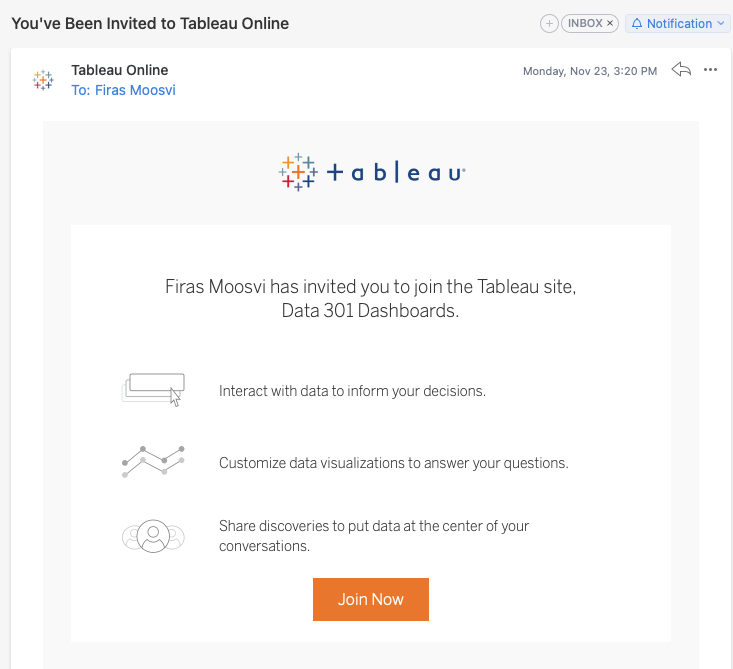 You've Been Invited to Tableau Online
INBOX ×
Notification
Tableau Online
Monday, Nov 23, 3:20 PM
To: Firas Moosvi
+ableau
Firas Moosvi has invited you to join the Tableau site,
Data 301 Dashboards.
Interact with data to inform your decisions.
Customize data visualizations to answer your questions.
Share discoveries to put data at the center of your
conversations.
Join Now